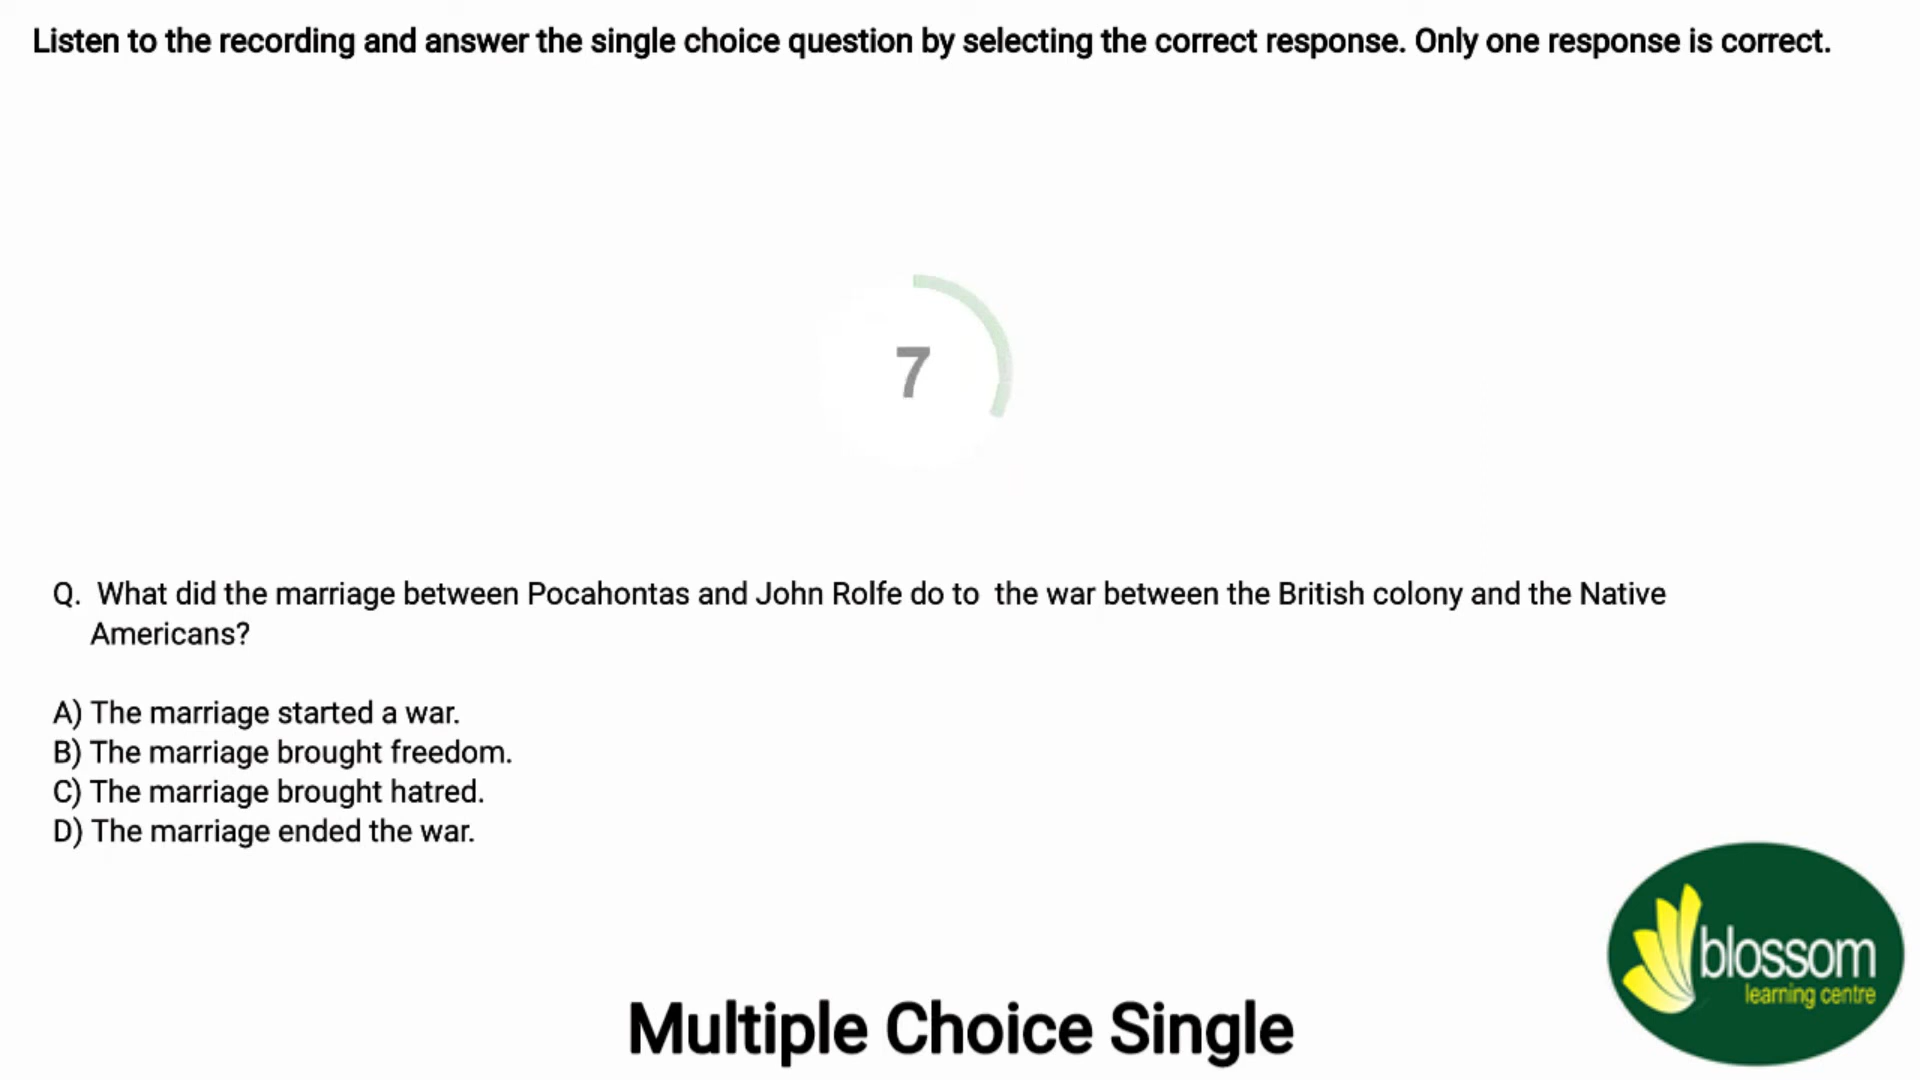 Listen to the recording and answer the single choice question by selecting the correct response. Only one response is correct.
7
Q. What did the marriage between Pocahontas and John Rolfe do to the war between the British colony and the Native
Americans?
A) The marriage started a war.
B) The marriage brought freedom.
C) The marriage brought hatred.
D) The marriage ended the war.
blossom
learning centre
Multiple Choice Single